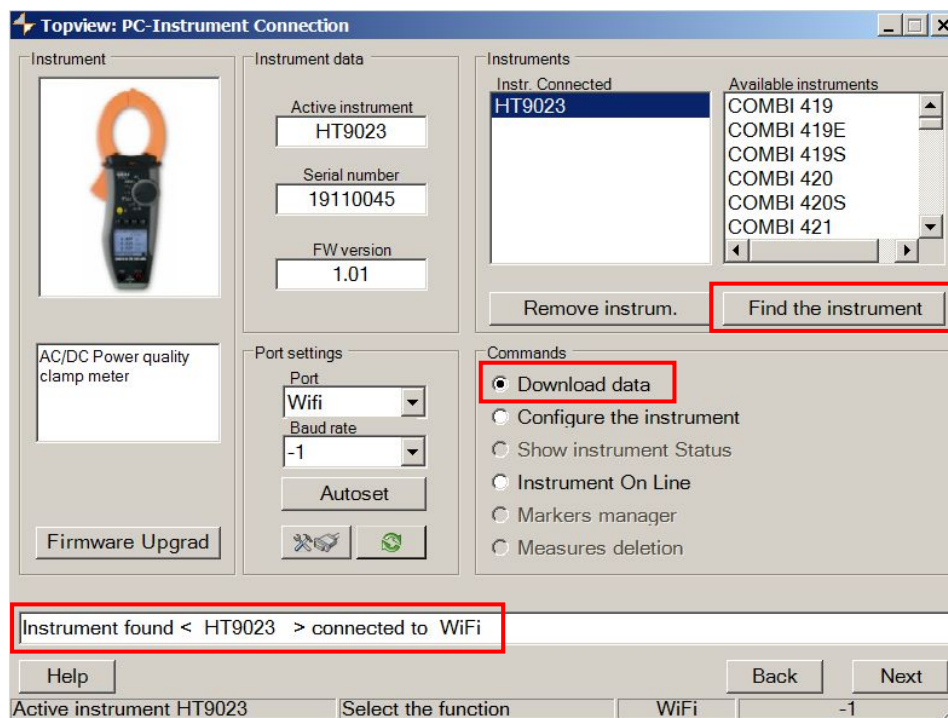 Topview: PC-Instrument Connection
Instrument
AC/DC Power quality
clamp meter
Firmware Upgrad
Instrument data
Active instrument
HT9023
Serial number
19110045
FW version
1.01
Port settings
Port
Wifi
Baud rate
-1
Autoset
Instruments
Instr. Connected
HT9023
Available instruments
COMBI 419
COMBI 419E
COMBI 419S
COMBI 420
COMBI 420S
COMBI 421
Remove instrum.
Find the instrument
Commands
Download data
Configure the instrument
Show instrument Status
Instrument On Line
Markers manager
Measures deletion
Instrument found < HT9023 > connected to WiFi
Help
Back
Next
Active instrument HT9023
Select the function
WiFi
-1